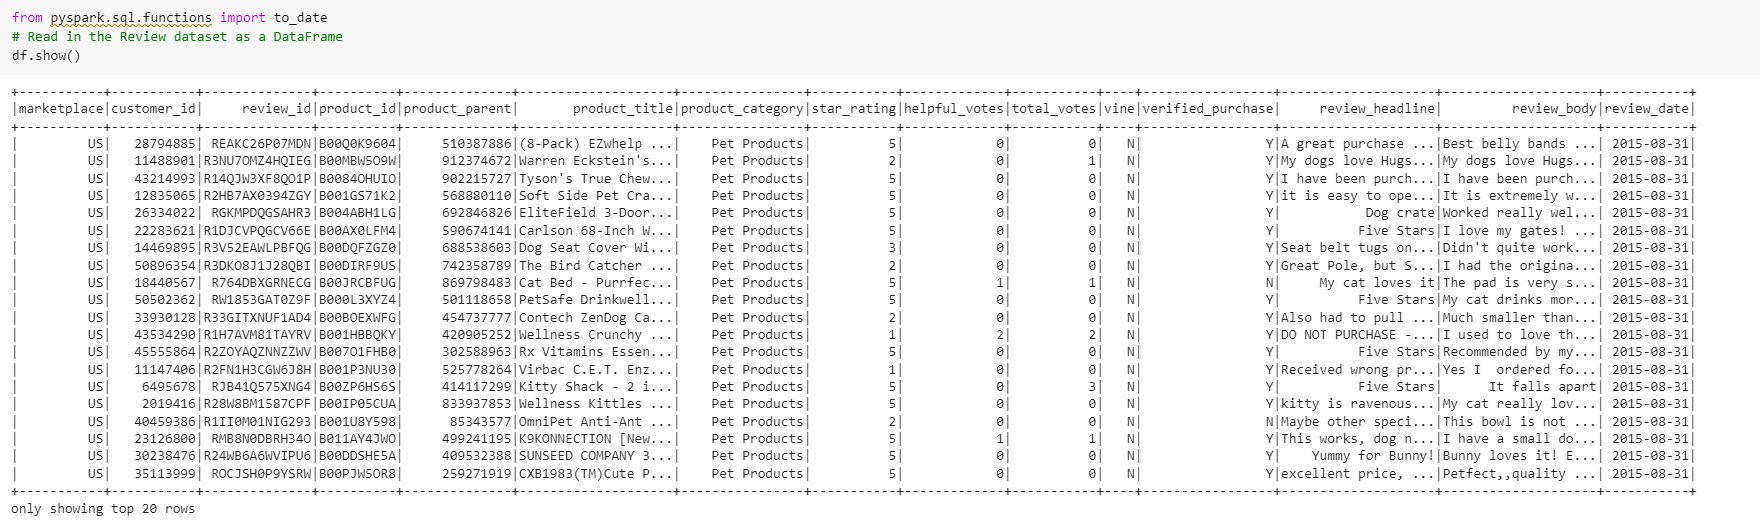 from pyspark.sql.functions import to_date
# Read in the Review dataset as a DataFrame
df.show()
+-----------+-----------+--------------+----------+--------------+--------------------+----------------+-----------+-------------+-----------+----+-----------------+--------------------+--------------------+-----------+
|marketplace|customer_id|     review_id|product_id|product_parent|       product_title|product_category|star_rating|helpful_votes|total_votes|vine|verified_purchase|     review_headline|         review_body|review_date|
+-----------+-----------+--------------+----------+--------------+--------------------+----------------+-----------+-------------+-----------+----+-----------------+--------------------+--------------------+-----------+
|         US|   28794885| REAKC26P07MDN|B00Q0K9604|     510387886|(8-Pack) EZwhelp ...|    Pet Products|          5|            0|          0|   N|                Y|A great purchase ...|Best belly bands ...| 2015-08-31|
|         US|   11488901|R3NU7OMZ4HQIEG|B00MBW5O9W|     912374672|Warren Eckstein's...|    Pet Products|          2|            0|          1|   N|                Y|My dogs love Hugs...|My dogs love Hugs...| 2015-08-31|
|         US|   43214993|R14QJW3XF8QO1P|B0084OHUIO|     902215727|Tyson's True Chew...|    Pet Products|          5|            0|          0|   N|                Y|I have been purch...|I have been purch...| 2015-08-31|
|         US|   12835065|R2HB7AX0394ZGY|B001GS71K2|     568880110|Soft Side Pet Cra...|    Pet Products|          5|            0|          0|   N|                Y|it is easy to ope...|It is extremely w...| 2015-08-31|
|         US|   26334022| RGKMPDQGSAHR3|B004ABH1LG|     692846826|EliteField 3-Door...|    Pet Products|          5|            0|          0|   N|                Y|           Dog crate|Worked really wel...| 2015-08-31|
|         US|   22283621|R1DJCVPQGCV66E|B00AX0LFM4|     590674141|Carlson 68-Inch W...|    Pet Products|          5|            0|          0|   N|                Y|          Five Stars|I love my gates! ...| 2015-08-31|
|         US|   14469895|R3V52EAWLPBFQG|B00DQFZGZ0|     688538603|Dog Seat Cover Wi...|    Pet Products|          3|            0|          0|   N|                Y|Seat belt tugs on...|Didn't quite work...| 2015-08-31|
|         US|   50896354|R3DKO8J1J28QBI|B00DIRF9US|     742358789|The Bird Catcher ...|    Pet Products|          2|            0|          0|   N|                Y|Great Pole, but S...|I had the origina...| 2015-08-31|
|         US|   18440567| R764DBXGRNECG|B00JRCBFUG|     869798483|Cat Bed - Purrfec...|    Pet Products|          5|            1|          1|   N|                N|     My cat loves it|The pad is very s...| 2015-08-31|
|         US|   50502362| RW1853GAT0Z9F|B000L3XYZ4|     501118658|PetSafe Drinkwell...|    Pet Products|          5|            0|          0|   N|                Y|          Five Stars|My cat drinks mor...| 2015-08-31|
|         US|   33930128|R33GITXNUF1AD4|B00BOEXWFG|     454737777|Contech ZenDog Ca...|    Pet Products|          2|            0|          0|   N|                Y|Also had to pull ...|Much smaller than...| 2015-08-31|
|         US|   43534290|R1H7AVM81TAYRV|B001HBBQKY|     420905252|Wellness Crunchy ...|    Pet Products|          1|            2|          2|   N|                Y|DO NOT PURCHASE -...|I used to love th...| 2015-08-31|
|         US|   45555864|R2ZOYAQZNNZZWV|B007O1FHB0|     302588963|Rx Vitamins Essen...|    Pet Products|          5|            0|          0|   N|                Y|          Five Stars|Recommended by my...| 2015-08-31|
|         US|   11147406|R2FN1H3CGW6J8H|B001P3NU30|     525778264|Virbac C.E.T. Enz...|    Pet Products|          1|            0|          0|   N|                Y|Received wrong pr...|Yes I  ordered fo...| 2015-08-31|
|         US|    6495678| RJB41Q575XNG4|B00ZP6HS6S|     414117299|Kitty Shack - 2 i...|    Pet Products|          5|            0|          3|   N|                Y|          Five Stars|      It falls apart| 2015-08-31|
|         US|    2019416|R28W8BM1587CPF|B00IP05CUA|     833937853|Wellness Kittles ...|    Pet Products|          5|            0|          0|   N|                Y|kitty is ravenous...|My cat really lov...| 2015-08-31|
|         US|   40459386|R1II0M01NIG293|B001U8Y598|      85343577|OmniPet Anti-Ant ...|    Pet Products|          2|            0|          0|   N|                N|Maybe other speci...|This bowl is not ...| 2015-08-31|
|         US|   23126800| RMB8N0DBRH34O|B011AY4JWO|     499241195|K9KONNECTION [New...|    Pet Products|          5|            1|          1|   N|                Y|This works, dog n...|I have a small do...| 2015-08-31|
|         US|   30238476|R24WB6A6WVIPU6|B00DDSHE5A|     409532388|SUNSEED COMPANY 3...|    Pet Products|          5|            0|          0|   N|                Y|    Yummy for Bunny!|Bunny loves it! E...| 2015-08-31|
|         US|   35113999| ROCJSH0P9YSRW|B00PJW5OR8|     259271919|CXB1983(TM)Cute P...|    Pet Products|          5|            0|          0|   N|                Y|excellent price, ...|Petfect,,quality ...| 2015-08-31|
+-----------+-----------+--------------+----------+--------------+--------------------+----------------+-----------+-------------+-----------+----+-----------------+--------------------+--------------------+-----------+
only showing top 20 rows